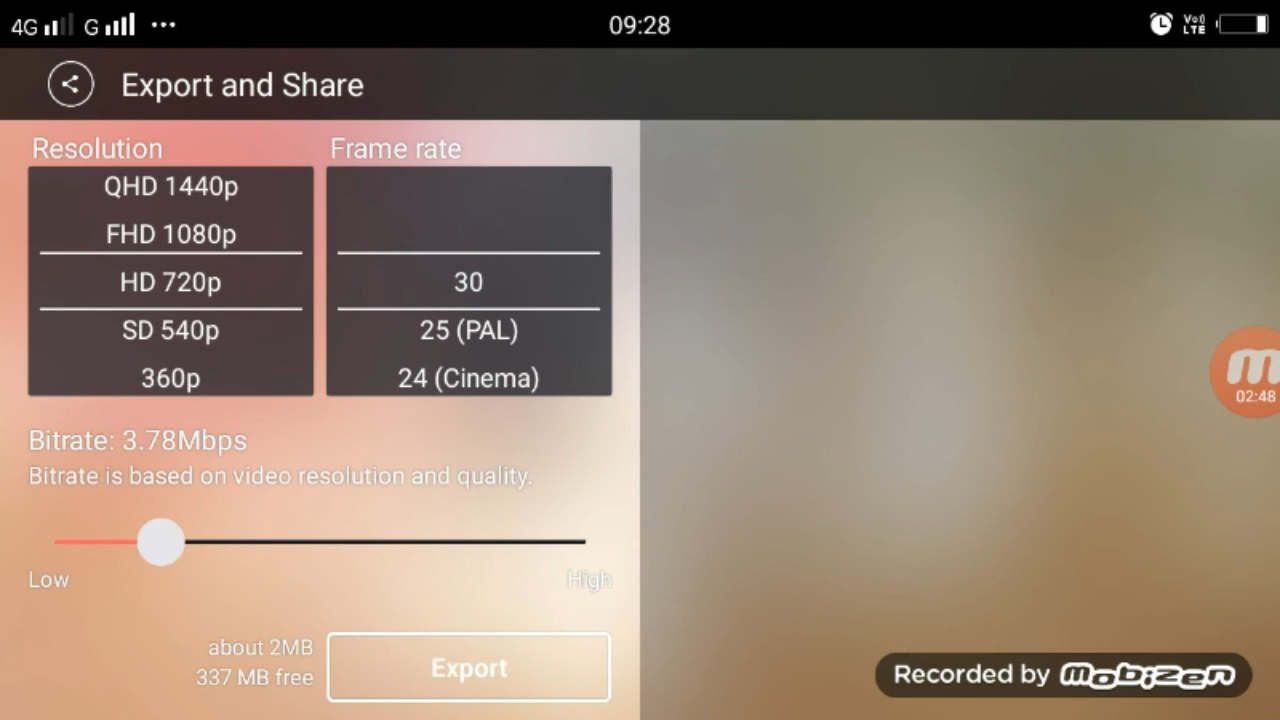 4G G ... 09:28 Vo)) LTE
Export and Share
Resolution Frame rate
QHD 1440p
FHD 1080p
HD 720p 30
SD 540p 25 (PAL)
360p 24 (Cinema)
m
02:48
Bitrate: 3.78Mbps
Bitrate is based on video resolution and quality.
Low High
about 2MB
337 MB free
Export
Recorded by mobizen